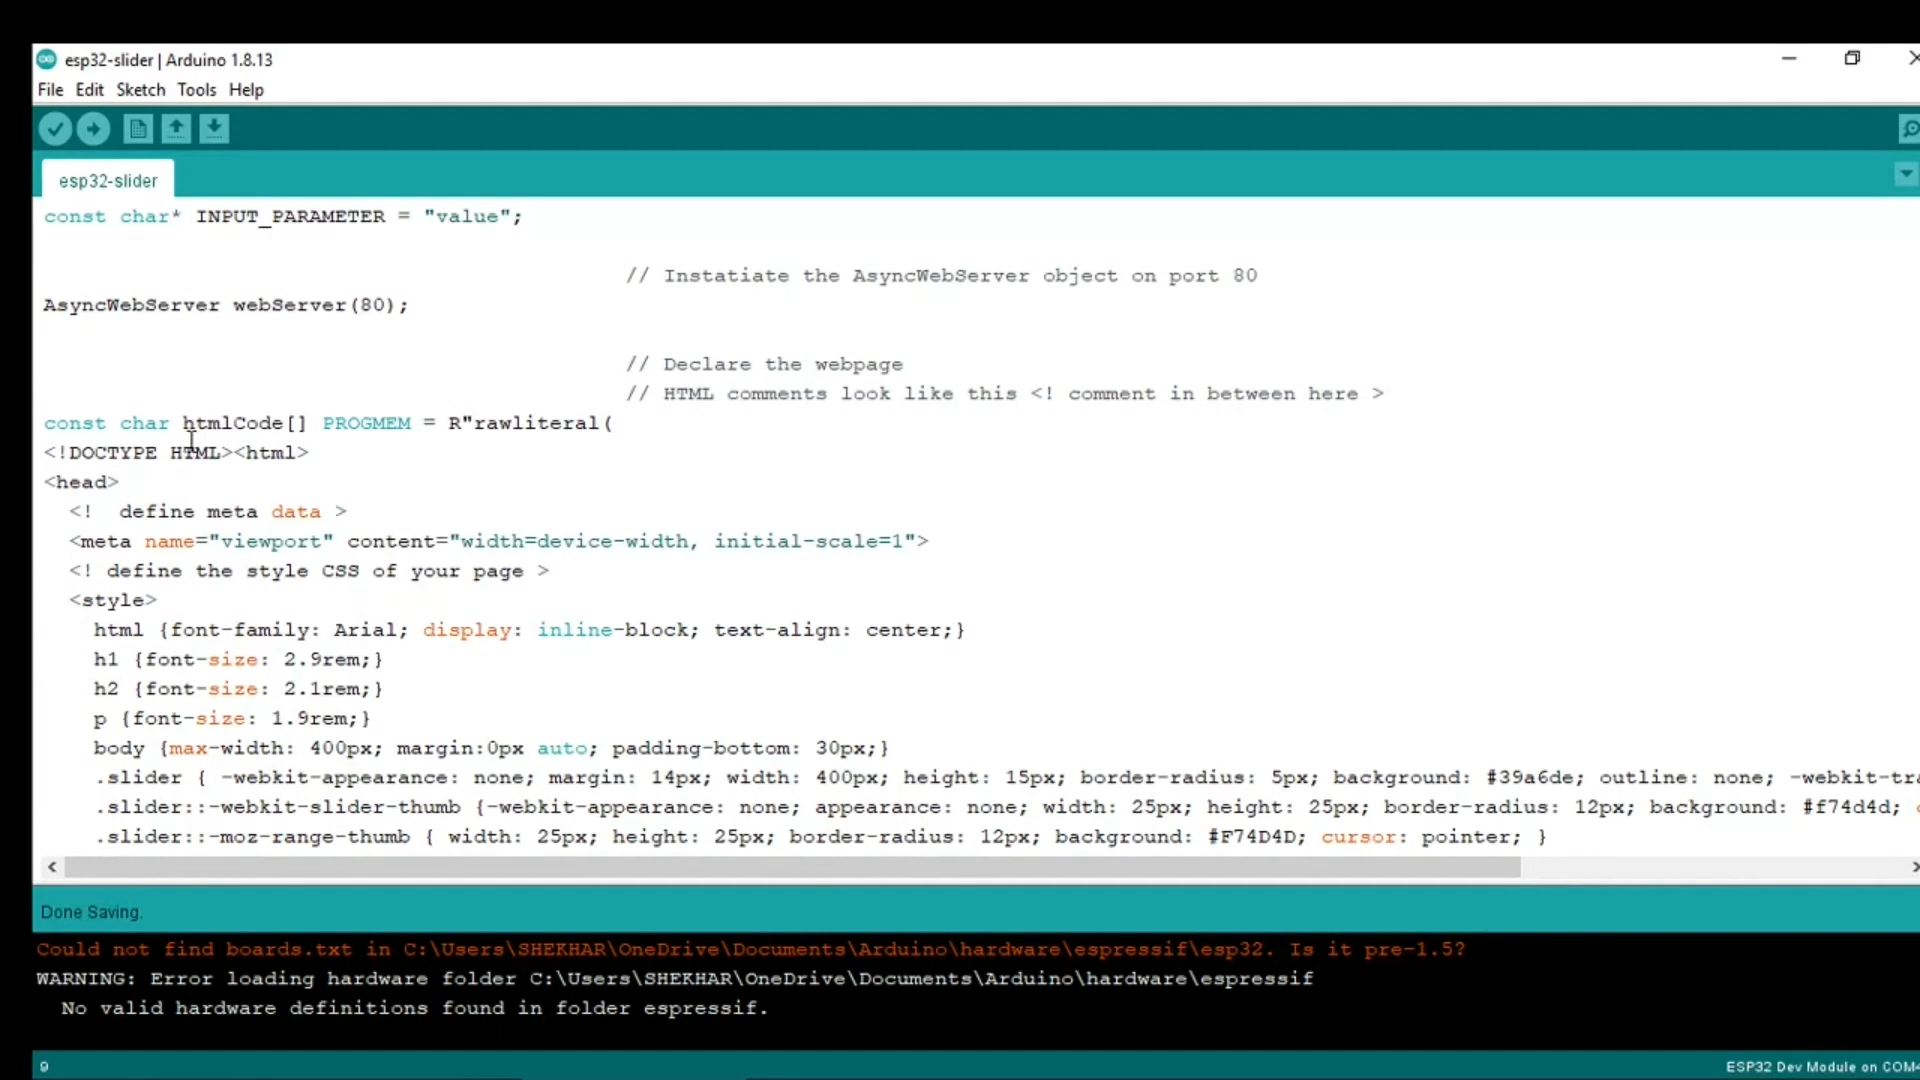 esp32-slider | Arduino 1.8.13
File Edit Sketch Tools Help
esp32-slider
const char* INPUT_PARAMETER = "value";
// Instatiate the AsyncWebServer object on port 80
AsyncWebServer webServer(80);
// Declare the webpage
// HTML comments look like this <! comment in between here >
const char htmlCode[] PROGMEM = R"rawliteral(
<!DOCTYPE HTML><html>
<head>
<!  define meta data >
<meta name="viewport" content="width=device-width, initial-scale=1">
<! define the style CSS of your page >
<style>
html {font-family: Arial; display: inline-block; text-align: center;}
h1 {font-size: 2.9rem;}
h2 {font-size: 2.1rem;}
p {font-size: 1.9rem;}
body {max-width: 400px; margin:0px auto; padding-bottom: 30px;}
.slider { -webkit-appearance: none; margin: 14px; width: 400px; height: 15px; border-radius: 5px; background: #39a6de; outline: none; -webkit-tra
.slider::-webkit-slider-thumb {-webkit-appearance: none; appearance: none; width: 25px; height: 25px; border-radius: 12px; background: #f74d4d;
.slider::-moz-range-thumb { width: 25px; height: 25px; border-radius: 12px; background: #F74D4D; cursor: pointer; }
Done Saving.
Could not find boards.txt in C:\Users\SHEKHAR\OneDrive\Documents\Arduino\hardware\espressif\esp32. Is it pre-1.5?
WARNING: Error loading hardware folder C:\Users\SHEKHAR\OneDrive\Documents\Arduino\hardware\espressif
No valid hardware definitions found in folder espressif.
9
ESP32 Dev Module on COM4